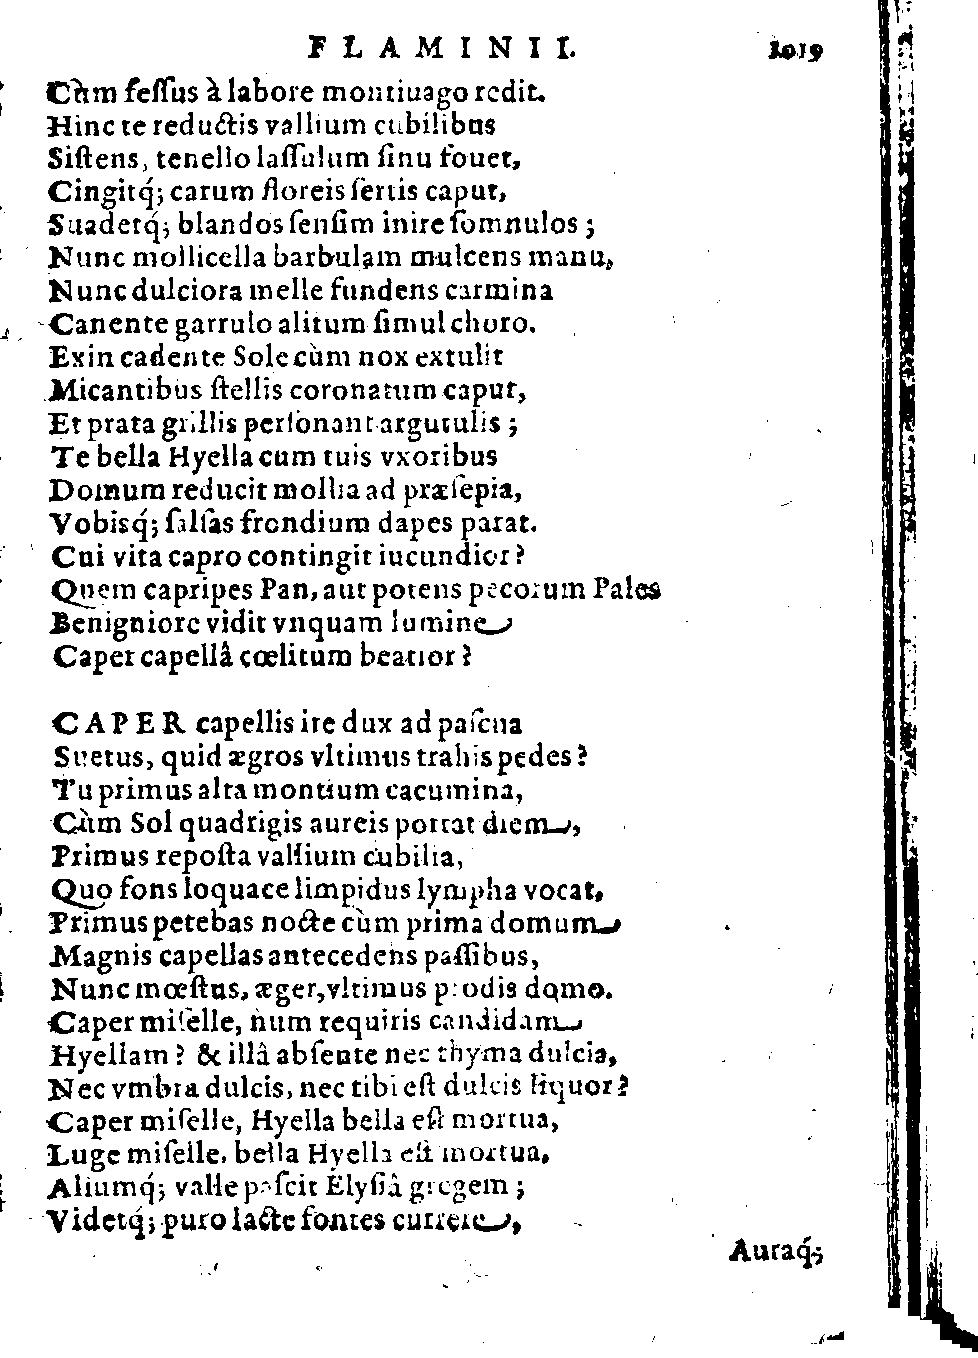 FLAMINII. 1019
Cùm feſſus à labore montiuago redit.
Hinc te reductis vallium cubilibus
Siſtens, tenello laſſulum ſinu fouet,
Cingitq́; carum floreis ſertis caput,
Suadetq́; blandos ſenſim inire ſomnulos;
Nunc mollicella barbulam mulcens manu,
Nunc dulciora melle fundens carmina
Canente garrulo alitum ſimul choro.
Exin cadente Sole cùm nox extulit
Micantibus ſtellis coronatum caput,
Et prata grillis perſonant argutulis;
Te bella Hyella cum tuis vxoribus
Domum reducit mollia ad præſepia,
Vobisq́; ſalſas frondium dapes parat.
Cui vita capro contingit iucundior?
Quem capripes Pan, aut potens pecorum Pales
Benigniore vidit vnquam lumine
Caper capellâ cœlitum beatior?
CAPER capellis ire dux ad paſcua
Suetus, quid ægros vltimus trahis pedes?
Tu primus alta montium cacumina,
Cùm Sol quadrigis aureis portat diem,
Primus repoſta vallium cubilia,
Quo fons loquace limpidus lympha vocat,
Primus petebas nocte cùm prima domum
Magnis capellas antecedens paſſibus,
Nunc mœſtus, æger, vltimus prodis domo.
Caper miſelle, num requiris candidam
Hyellam? & illâ abſente nec thyma dulcia,
Nec vmbra dulcis, nec tibi eſt dulcis liquor?
Caper miſelle, Hyella bella eſt mortua,
Luge miſelle, bella Hyella eſt mortua,
Aliumq́; valle paſcit Elyſiâ gregem;
Videtq́; puro lacte fontes currere,
Auraq́;